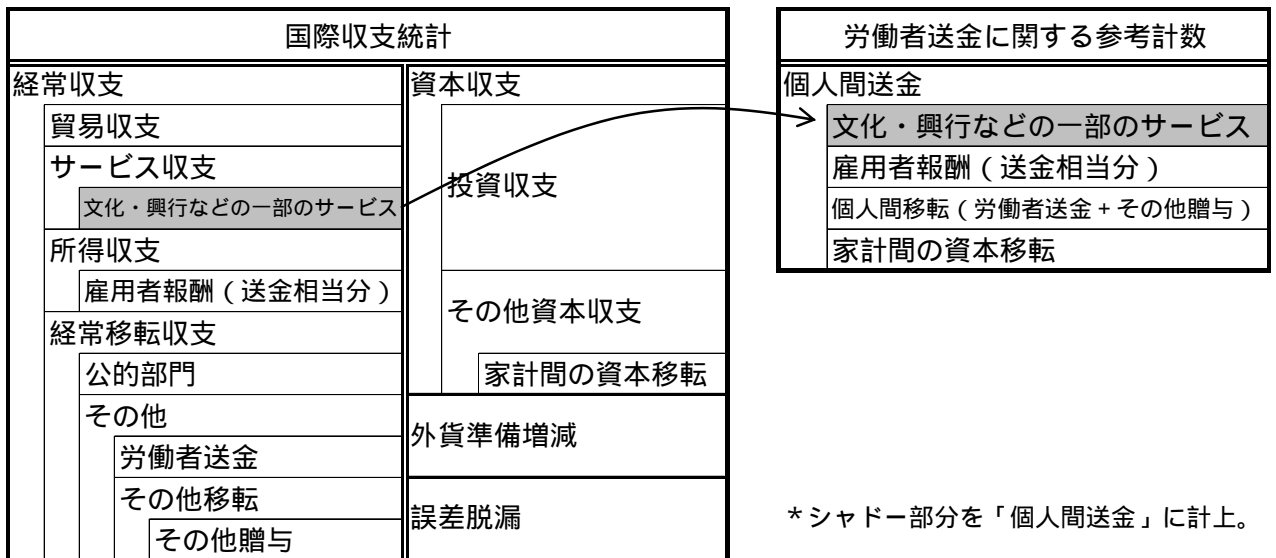 国際収支統計
経常収支
貿易収支
サービス収支
文化・興行などの一部のサービス
所得収支
雇用者報酬（送金相当分）
経常移転収支
公的部門
その他
労働者送金
その他移転
その他贈与
資本収支
投資収支
その他資本収支
家計間の資本移転
外貨準備増減
誤差脱漏
労働者送金に関する参考計数
個人間送金
文化・興行などの一部のサービス
雇用者報酬（送金相当分）
個人間移転（労働者送金＋その他贈与）
家計間の資本移転
＊シャドー部分を「個人間送金」に計上。